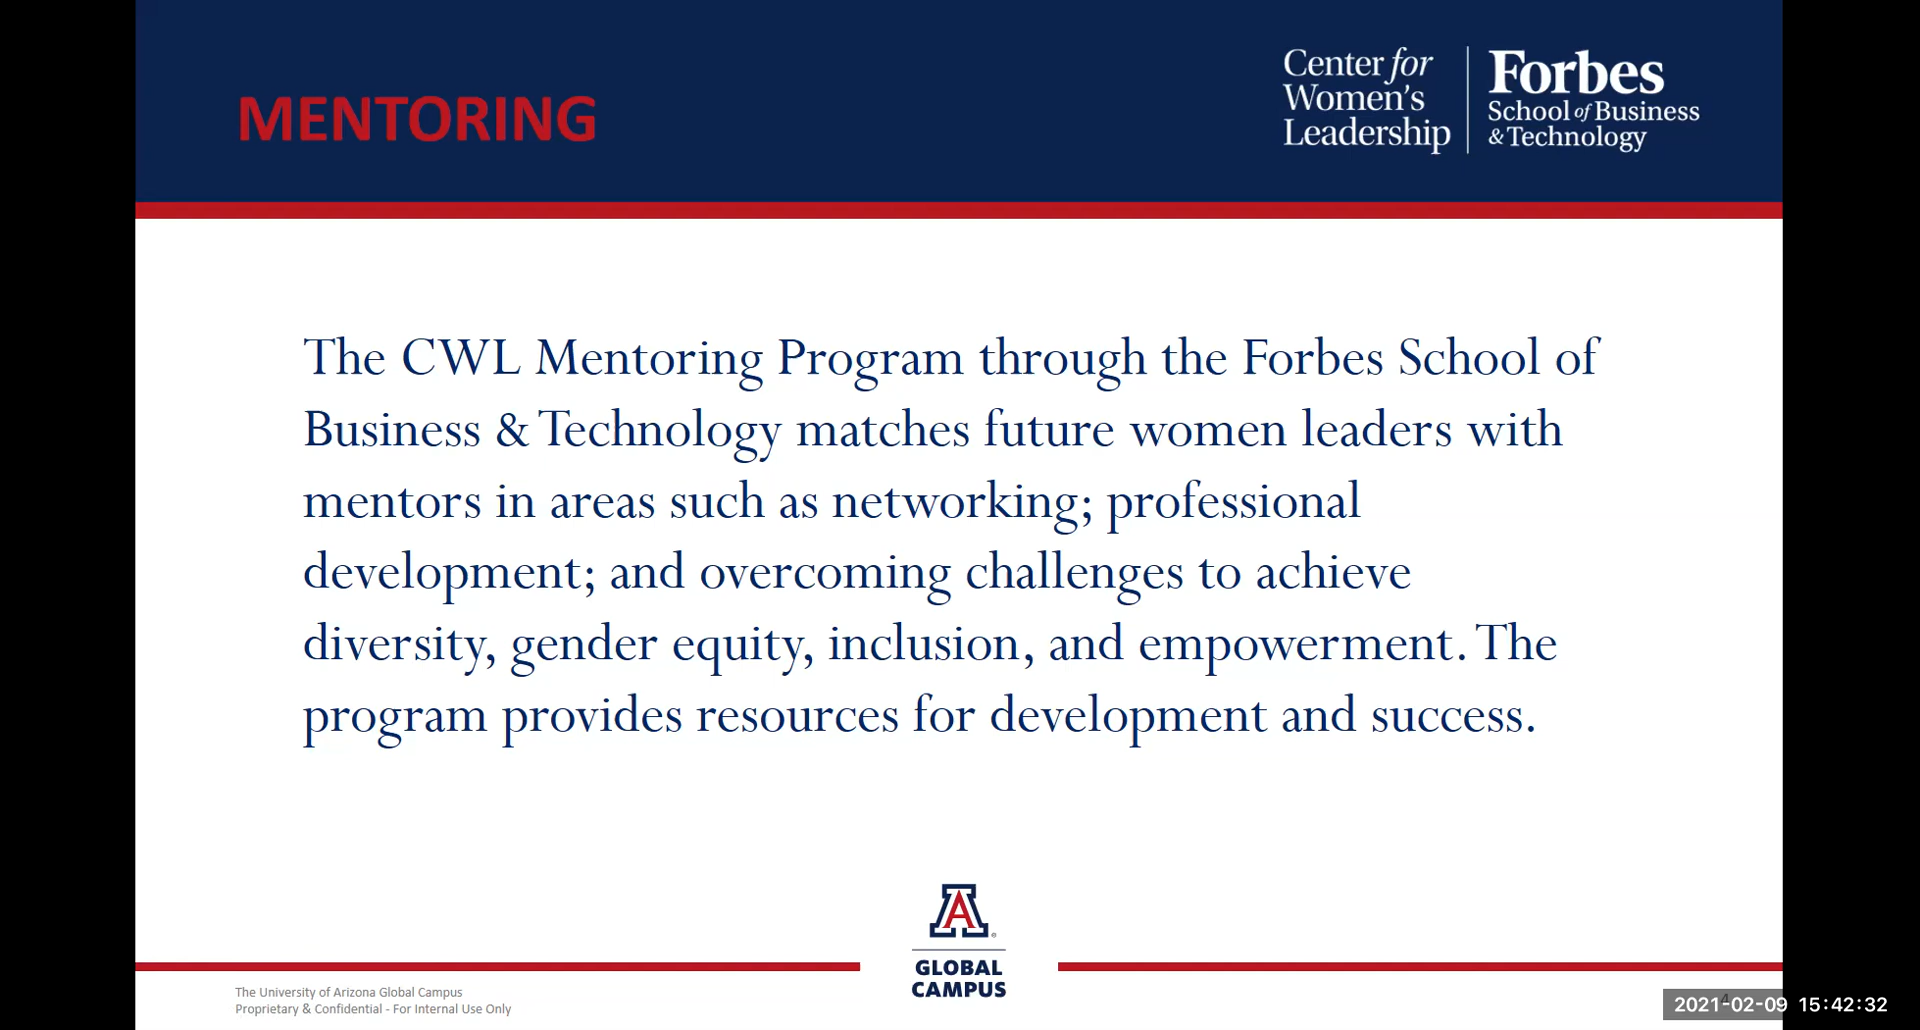 MENTORING
Center for
Women's
Leadership
Forbes
School of Business
& Technology
The CWL Mentoring Program through the Forbes School of
Business & Technology matches future women leaders with
mentors in areas such as networking; professional
development; and overcoming challenges to achieve
diversity, gender equity, inclusion, and empowerment. The
program provides resources for development and success.
A
GLOBAL
CAMPUS
The University of Arizona Global Campus
Proprietary & Confidential - For Internal Use Only
2021-02-09 15:42:32